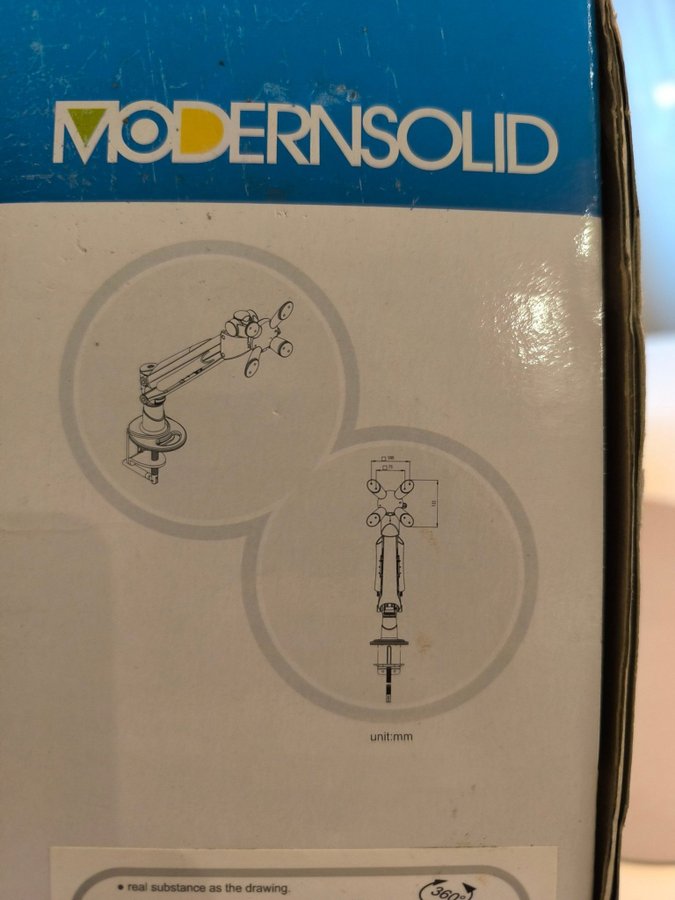 MODERNSOLID
unit:mm
• real substance as the drawing.
360°